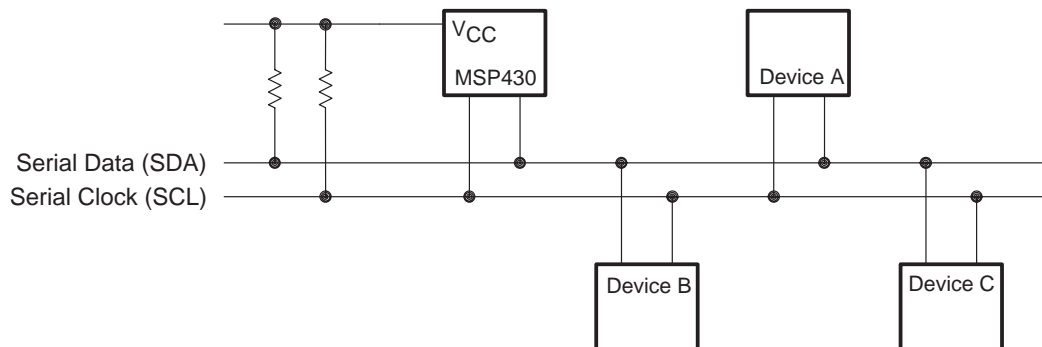 VCC
MSP430
Device A
Serial Data (SDA)
Serial Clock (SCL)
Device B
Device C